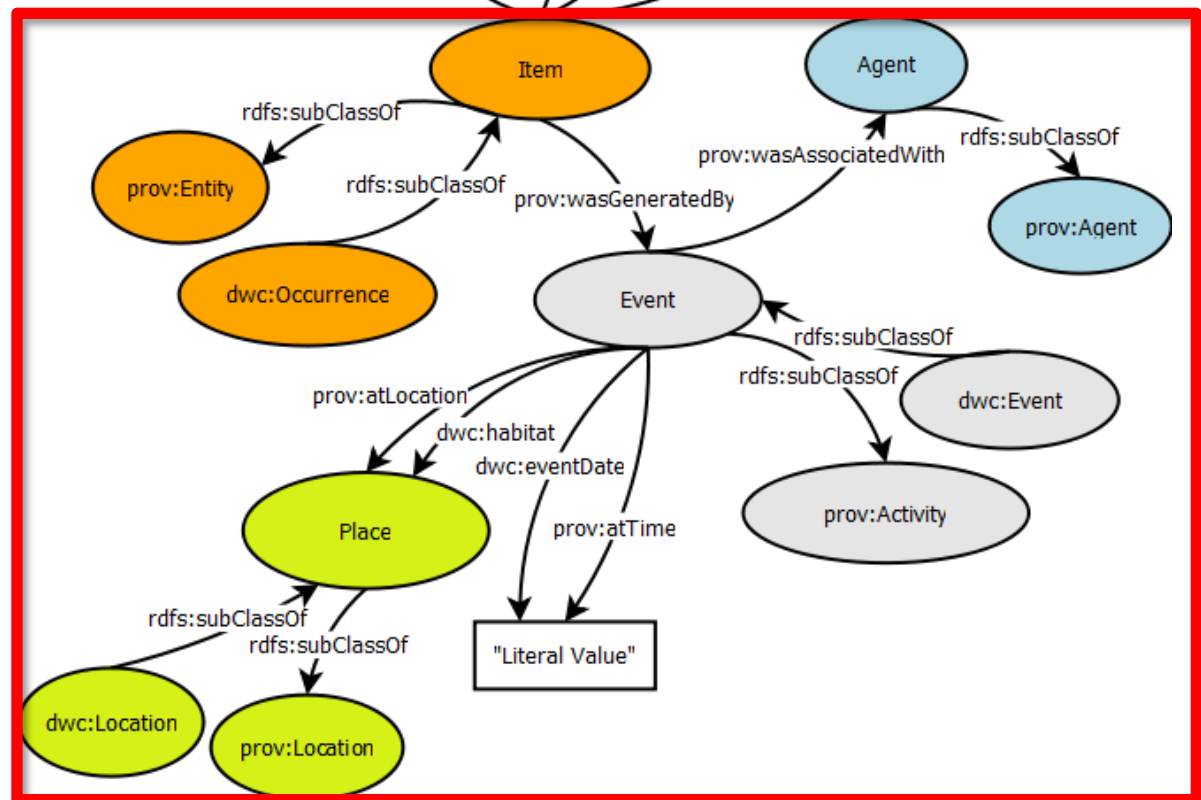 Item
Agent
rdfs:subClassOf
rdfs:subClassOf
prov:wasAssociatedWith
prov:Entity
rdfs:subClassOf
prov:wasGeneratedBy
prov:Agent
dwc:Occurrence
Event
rdfs:subClassOf
rdfs:subClassOf
prov:atLocation
dwc:Event
dwc:habitat
dwc:eventDate
prov:Activity
Place
prov:atTime
rdfs:subClassOf
rdfs:subClassOf
"Literal Value"
dwc:Location
prov:Location